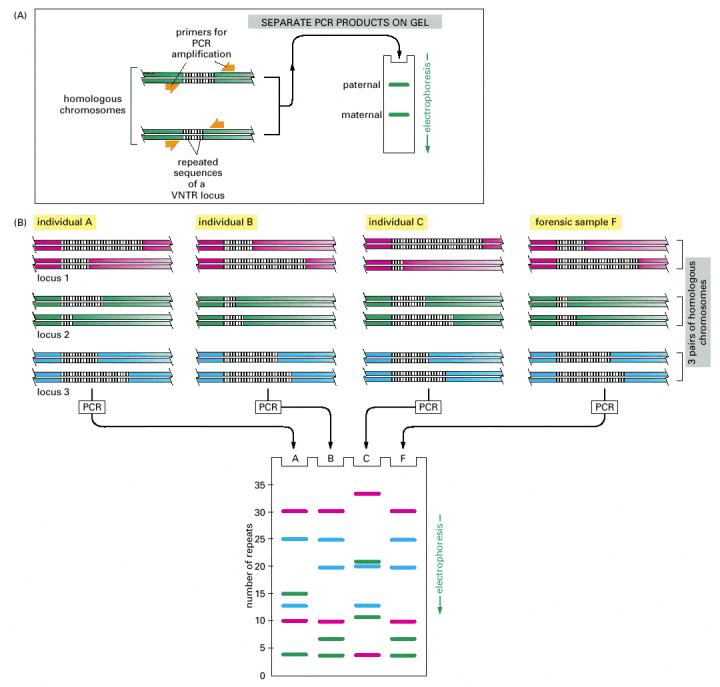 (A)
SEPARATE PCR PRODUCTS ON GEL
primers for
PCR
amplification
homologous
chromosomes
repeated
sequences
of a
VNTR locus
paternal
maternal
electrophoresis
(B)
individual A
individual B
individual C
forensic sample F
locus 1
locus 2
locus 3
3 pairs of homologous
chromosomes
PCR
PCR
PCR
PCR
A
B
C
F
number of repeats
35
30
25
20
15
10
5
0
electrophoresis